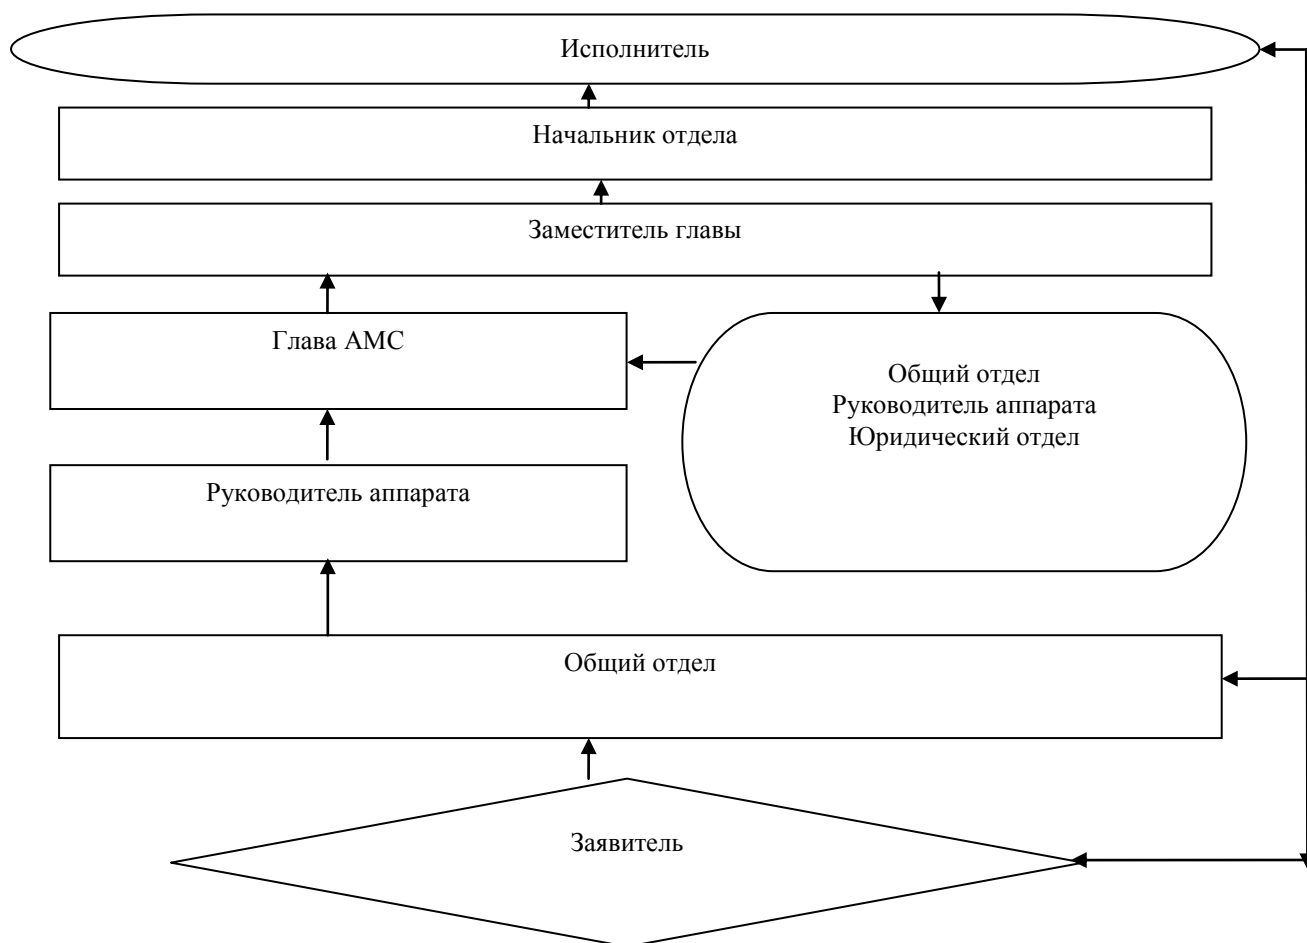 Исполнитель
Начальник отдела
Заместитель главы
Глава АМС
Общий отдел
Руководитель аппарата
Юридический отдел
Руководитель аппарата
Общий отдел
Заявитель